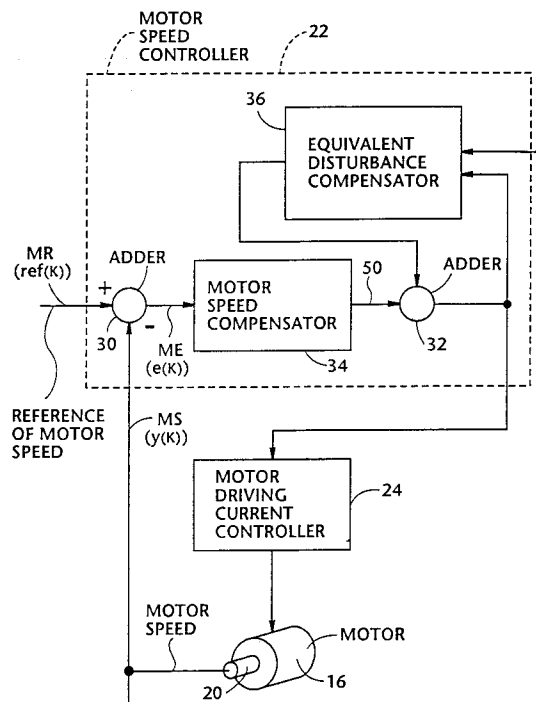 MOTOR
SPEED
CONTROLLER
22
36
EQUIVALENT
DISTURBANCE
COMPENSATOR
MR
(ref(K))
ADDER
+
30
-
ME
(e(K))
MOTOR
SPEED
COMPENSATOR
34
50
ADDER
32
REFERENCE
OF MOTOR
SPEED
MS
(y(K))
MOTOR
DRIVING
CURRENT
CONTROLLER
24
MOTOR
SPEED
MOTOR
20
16